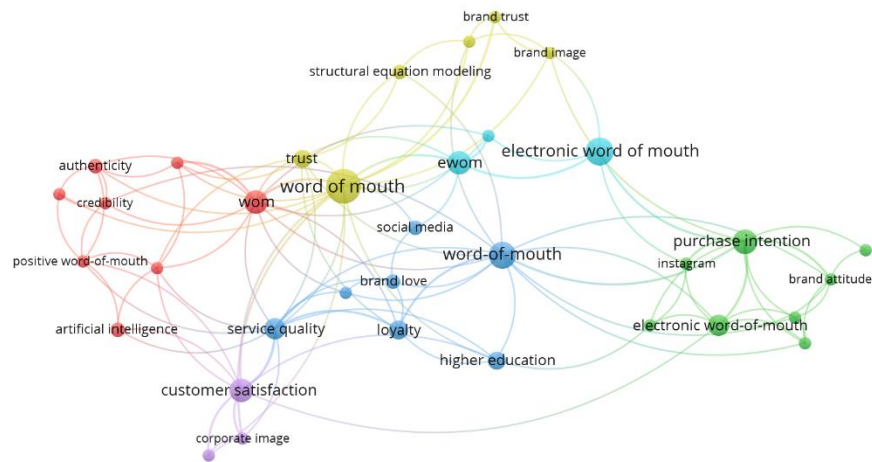 brand trust
brand image
structural equation modeling
electronic word of mouth
trust
ewom
authenticity
word of mouth
credibility
wom
social media
purchase intention
word-of-mouth
positive word-of-mouth
instagram
brand love
brand attitude
artificial intelligence
service quality
loyalty
electronic word-of-mouth
higher education
customer satisfaction
corporate image